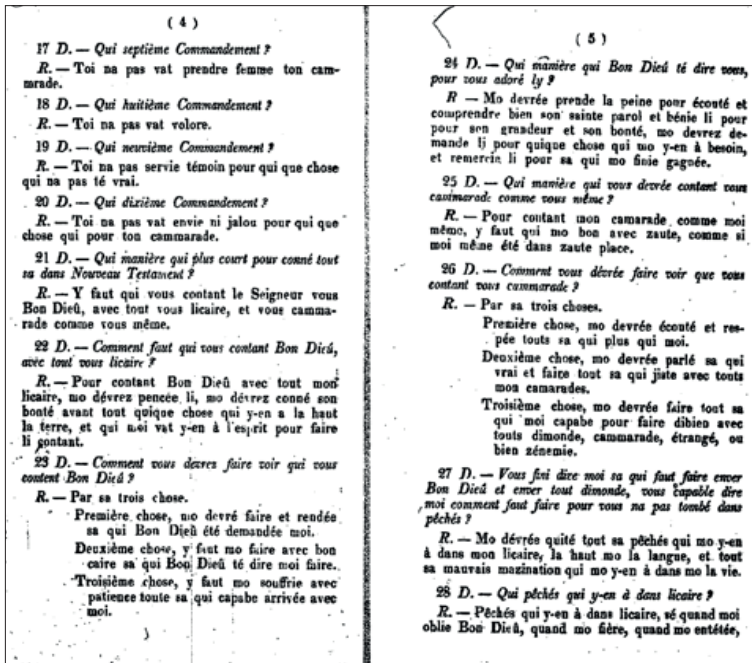 ( 4 )
17 D. — Qui septième Commandement ?
R. — Toi na pas vat prendre femme ton cam-
mrade.
18 D. — Qui huitième Commandement ?
R. — Toi na pas vat volore.
19 D. — Qui neuvième Commandement ?
R. — Toi na pas servie témoin pour qui que chose
qui na pas té vrai.
20 D. — Qui dixième Commandement ?
R. — Toi na pas vat envie ni jalou pour qui que
chose qui pour ton cammarade.
21 D. — Qui manière qui plus court pour conné tout
sa dans Nouveau Testament ?
R. — Y faut qui vous contant le Seigneur vous
Bon Dieû, avec tout vous licaire, et vous camma-
rade comme vous même.
22 D. — Comment faut qui vous contant Bon Dieû,
avec tout vous licaire ?
R. — Pour contant Bon Dieû avec tout mon
licaire, mo dévrez pencée li, mo dévrez conné son
bonté avant tout quique chose qui y-en a la haut
la terre, et qui moi vat y-en à l'esprit pour faire
li contant.
23 D. — Comment vous devrez faire voir qui vous
content Bon Dieû ?
R. — Par sa trois chose.
Première chose, mo devré faire et rendée
sa qui Bon Dieû été demandée moi.
Deuxième chose, y faut mo faire avec bon
caire sa qui Bon Dieû té dire moi faire.
Troisième chose, y faut mo souffrie avec
patience toute sa qui capabe arrivée avec
moi.
( 5 )
24 D. — Qui manière qui Bon Dieû té dire vous,
pour vous adoré ly ?
R — Mo devrée prende la peine pour écouté et
comprendre bien son sainte parol et bénie li pour
pour son grandeur et son bonté, mo devrez de-
mande li pour quique chose qui mo y-en à besoin,
et remercin li pour sa qui mo finie gagnée.
25 D. — Qui manière qui vous devrée contant vous
cammarade comme vous même ?
R. — Pour contant mon camarade comme moi
même, y faut qui mo bon avec zaute, comme si
moi même été dans zaute place.
26 D. — Comment vous dévrée faire voir que vous
contant vous cammarade ?
R. — Par sa trois choses.
Première chose, mo devrée écouté et res-
pée touts sa qui plus qui moi.
Deuxième chose, mo devrée parlé sa qui
vrai et faire tout sa qui jiste avec touts
mon camarades.
Troisième chose, mo devrée faire tout sa
qui moi capabe pour faire dibien avec
touts dimonde, cammarade, étrangé, ou
bien zénemie.
27 D. — Vous fini dire moi sa qui faut faire enver
Bon Dieû et enver tout dimonde, vous capable dire
moi comment faut faire pour vous na pas tombé dans
pêchés ?
R. — Mo dévrée quité tout sa pêchés qui mo y-en
à dans mon licaire, la haut mo la langue, et tout
sa mauvais mazination qui mo y-en à dans mo la vie.
28 D. — Qui pêchés qui y-en à dans licaire ?
R. — Pêchés qui y-en à dans licaire, sé quand moi
oblie Bon Dieû, quand mo fière, quand mo entêtée,